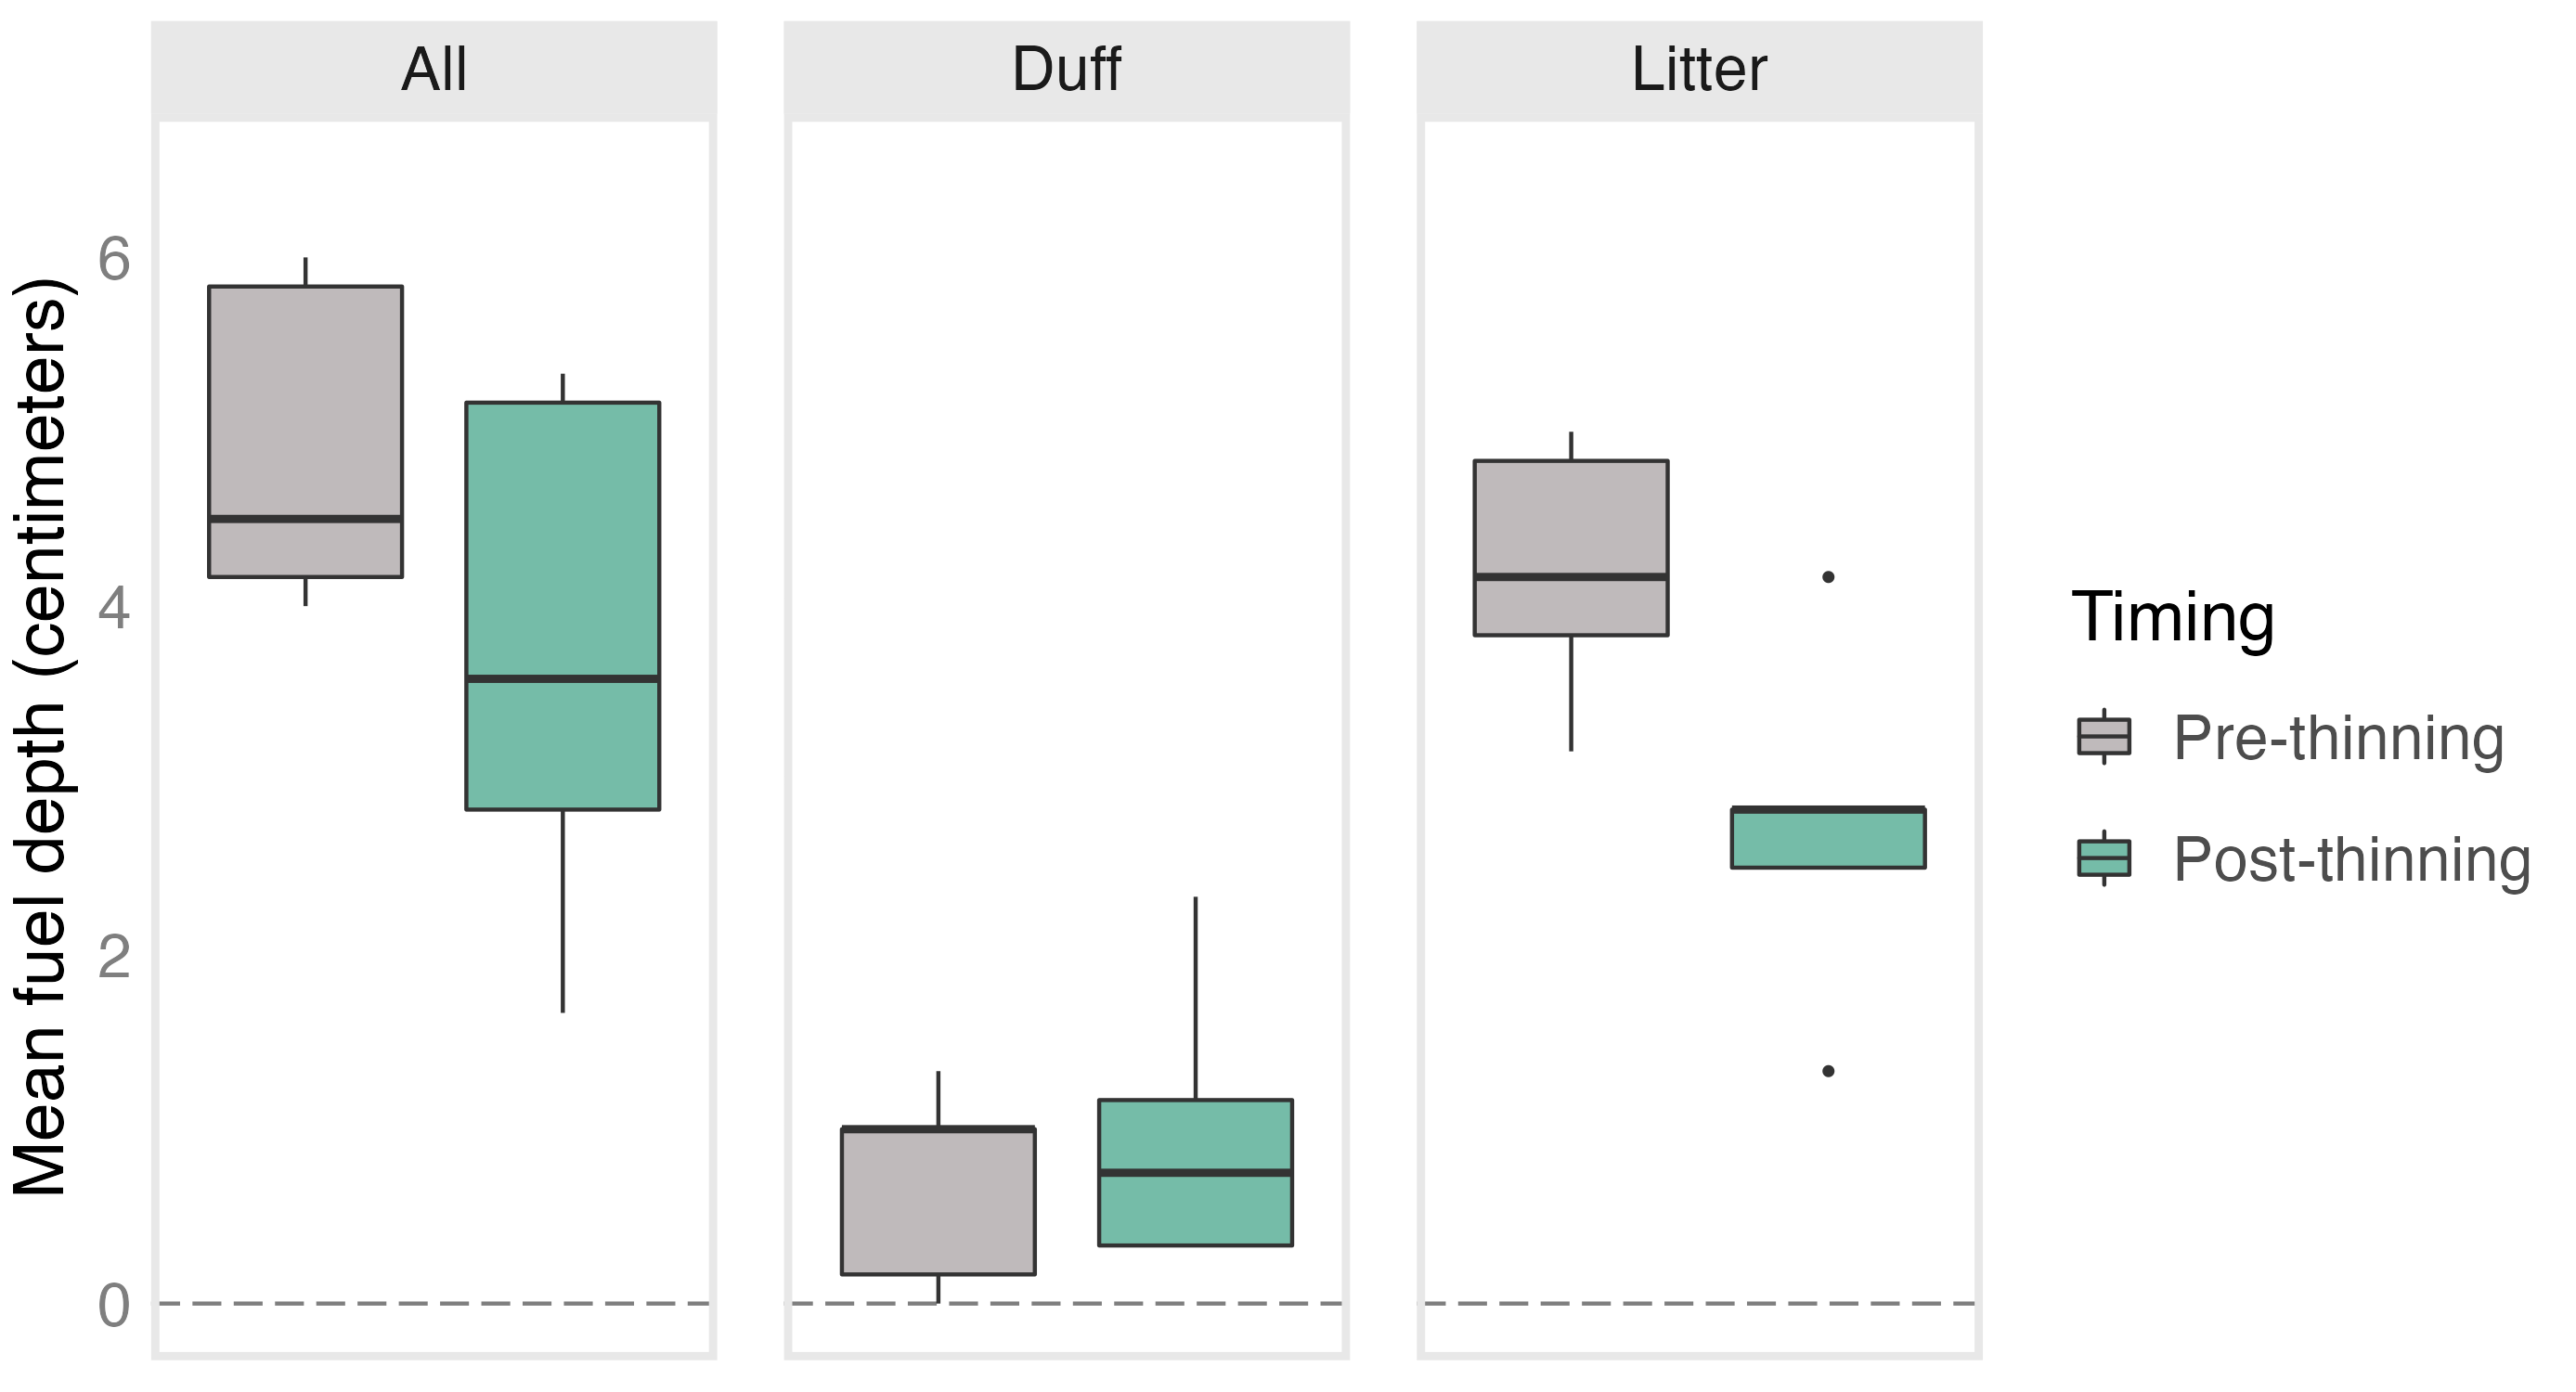 All
Duff
Litter
Mean fuel depth (centimeters)
6
4
2
0
Timing
Pre-thinning
Post-thinning